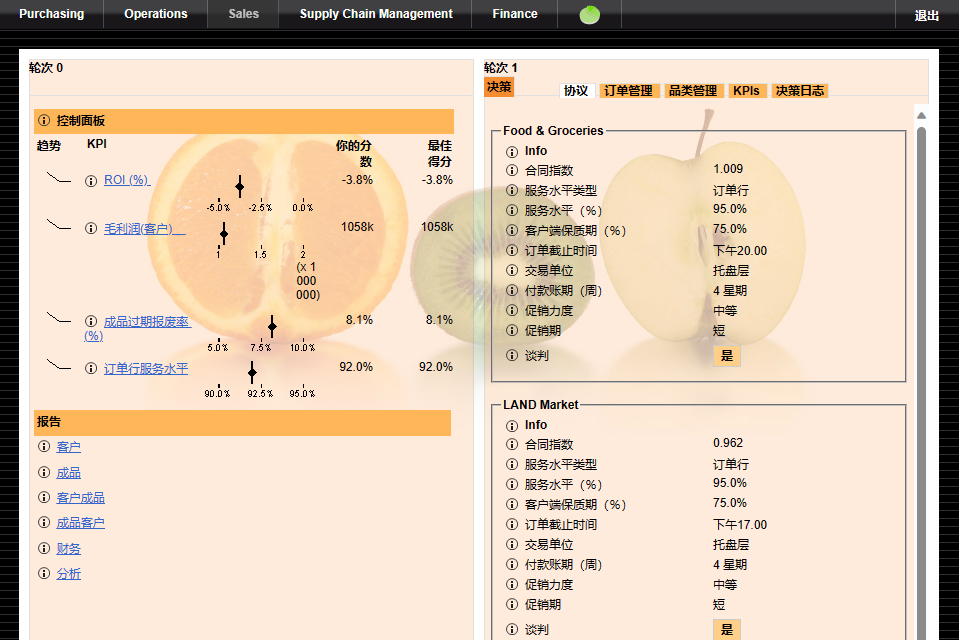 Purchasing Operations Sales Supply Chain Management Finance 退出
轮次 0
控制面板
趋势 KPI 你的分数 最佳得分
ROI (%) -3.8% -3.8%
-5.0% -2.5% 0.0%
毛利润(客户) 1058k 1058k
1 1.5 2
(x 1
000
000)
成品过期报废率 8.1% 8.1%
(%)
5.0% 7.5% 10.0%
订单行服务水平 92.0% 92.0%
90.0% 92.5% 95.0%
报告
客户
成品
客户成品
成品客户
财务
分析
轮次 1
决策
协议 订单管理 品类管理 KPIs 决策日志
Food & Groceries
Info
合同指数 1.009
服务水平类型 订单行
服务水平（%） 95.0%
客户端保质期（%） 75.0%
订单截止时间 下午20.00
交易单位 托盘层
付款账期（周） 4 星期
促销力度 中等
促销期 短
谈判 是
LAND Market
Info
合同指数 0.962
服务水平类型 订单行
服务水平（%） 95.0%
客户端保质期（%） 75.0%
订单截止时间 下午17.00
交易单位 托盘层
付款账期（周） 4 星期
促销力度 中等
促销期 短
谈判 是